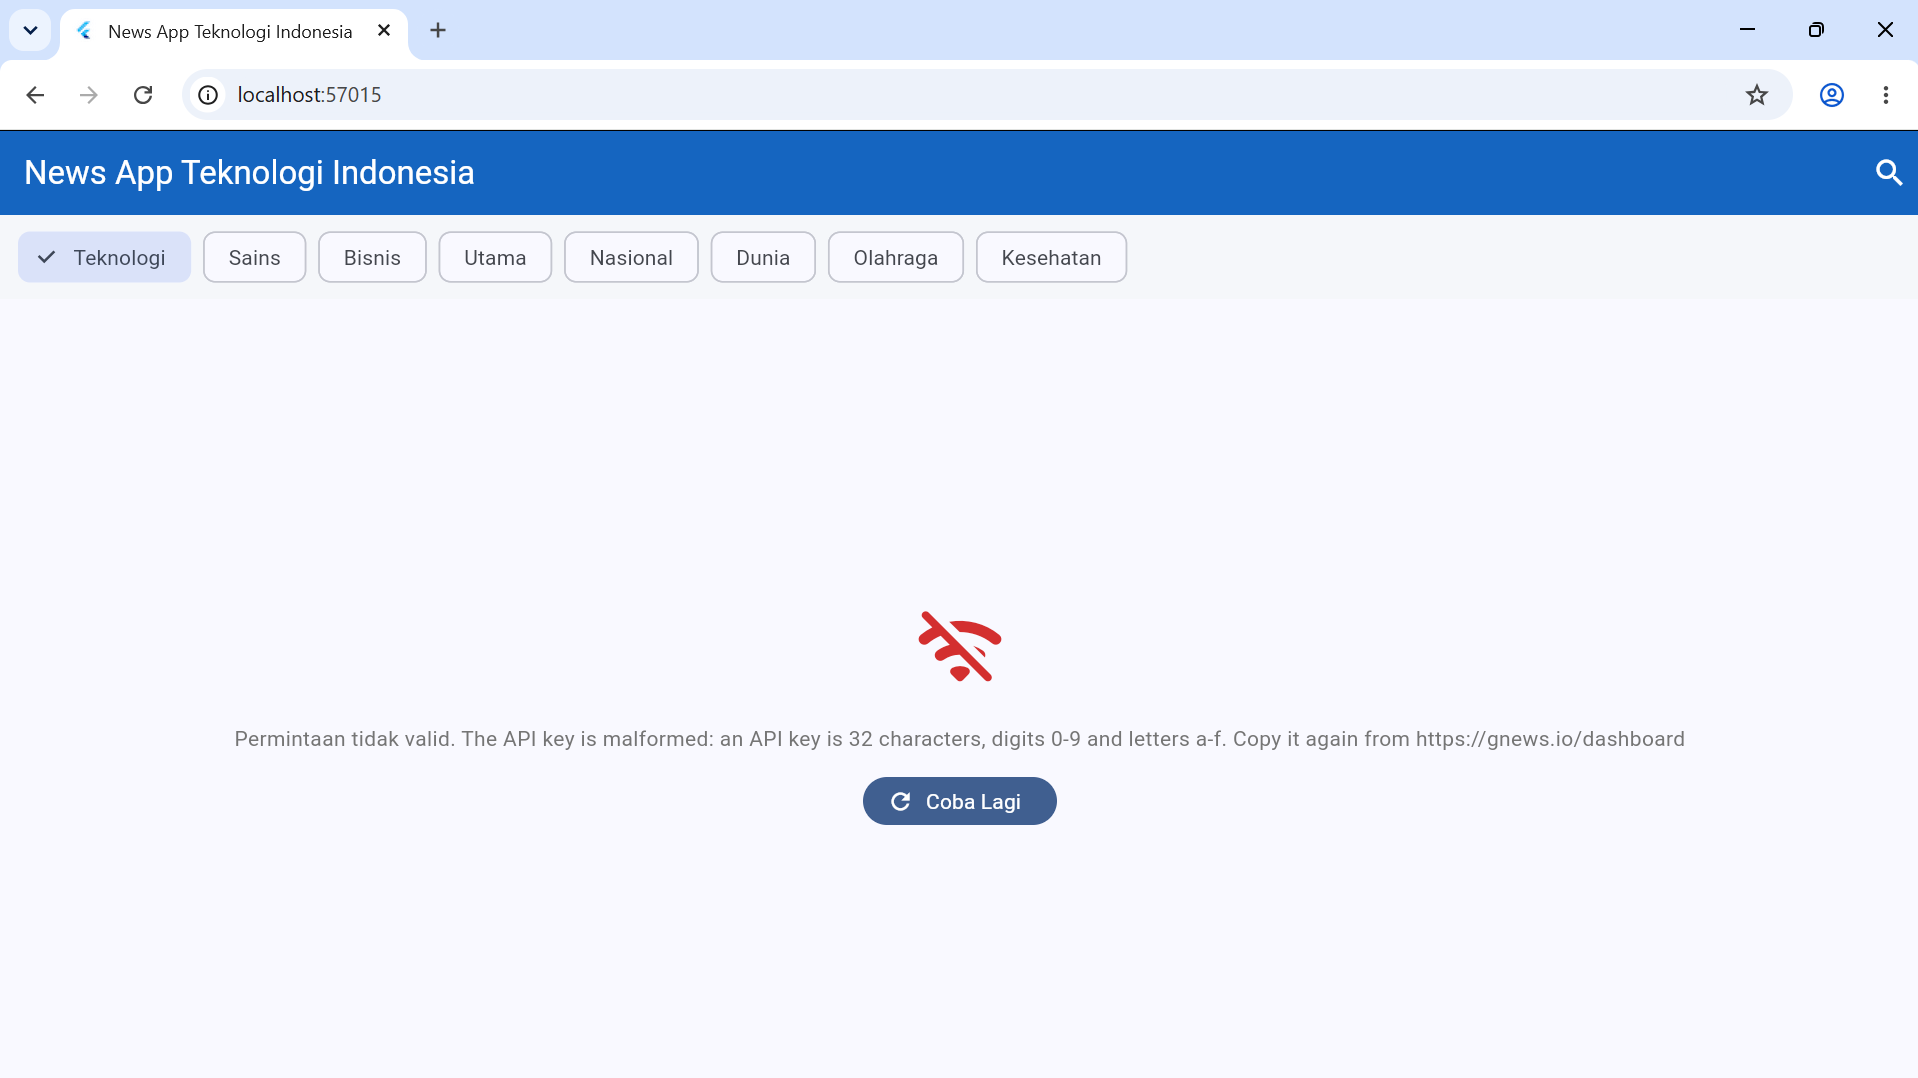 News App Teknologi Indonesia
localhost:57015
News App Teknologi Indonesia
Teknologi
Sains
Bisnis
Utama
Nasional
Dunia
Olahraga
Kesehatan
Permintaan tidak valid. The API key is malformed: an API key is 32 characters, digits 0-9 and letters a-f. Copy it again from https://gnews.io/dashboard
Coba Lagi